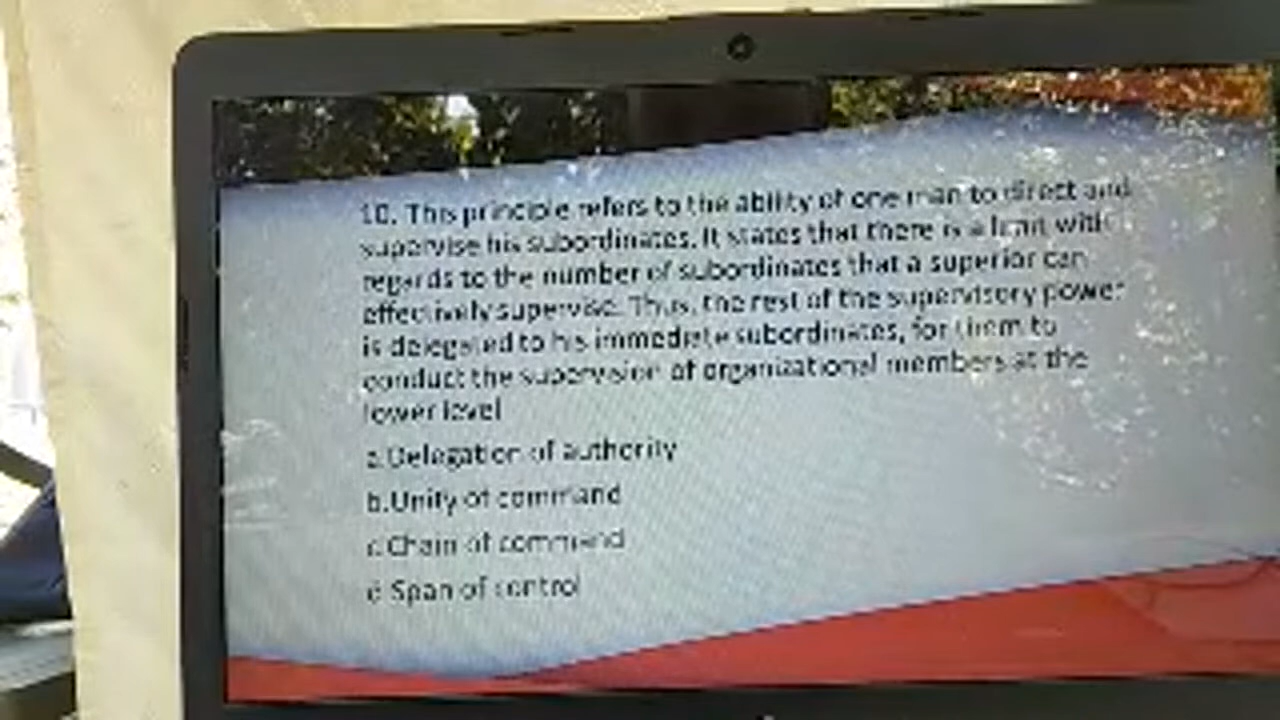 10. This principle refers to the ability of one man to direct and
supervise his subordinates. It states that there is a limit with
regards to the number of subordinates that a superior can
effectively supervise. Thus, the rest of the supervisory power
is delegated to his immediate subordinates, for them to
conduct the supervision of organizational members at the
lower level
a.Delegation of authority
b.Unity of command
c.Chain of command
d.Span of control